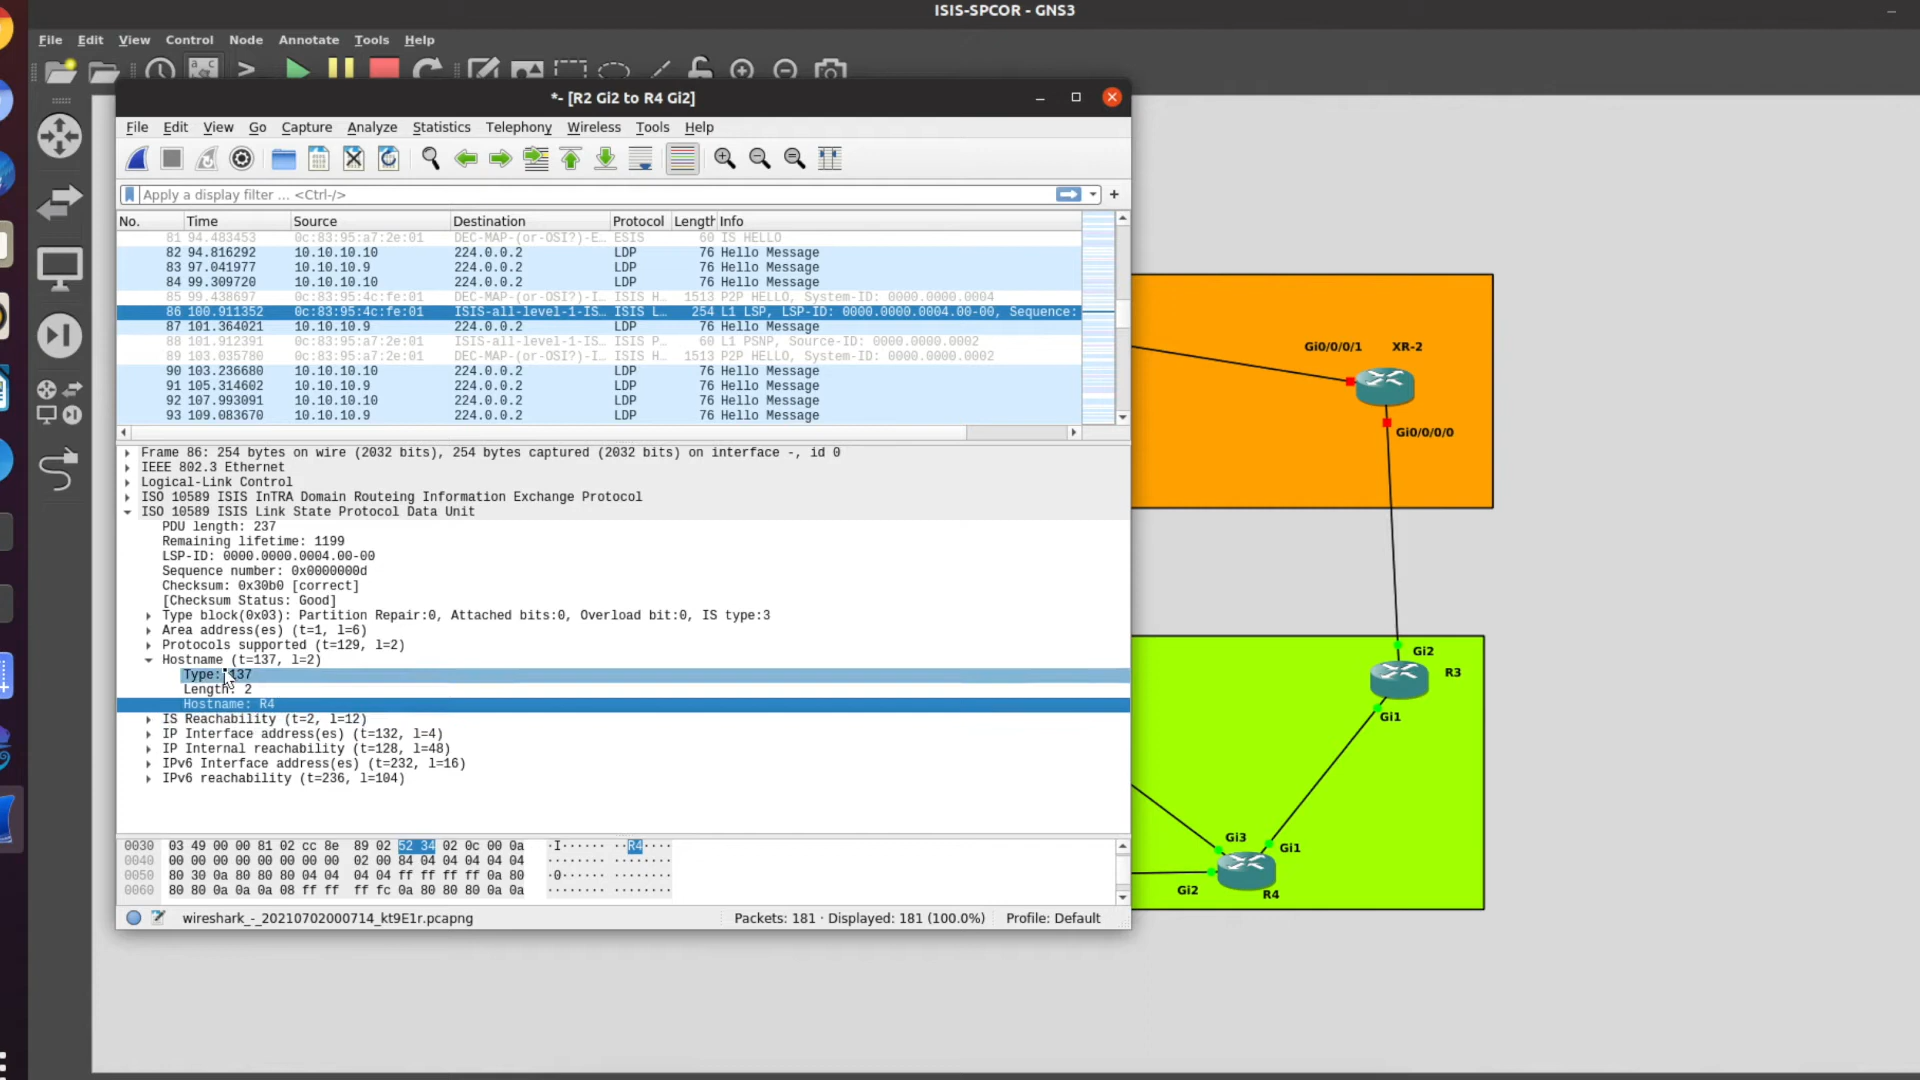 ISIS-SPCOR - GNS3
File Edit View Control Node Annotate Tools Help
*- [R2 Gi2 to R4 Gi2]
File Edit View Go Capture Analyze Statistics Telephony Wireless Tools Help
Apply a display filter ... <Ctrl-/>
No. Time Source Destination Protocol Length Info
81 94.483453 0c:83:95:a7:2e:01 DEC-MAP-(or-OSI?)-E… ESIS 60 IS HELLO
82 94.816292 10.10.10.10 224.0.0.2 LDP 76 Hello Message
83 97.041977 10.10.10.9 224.0.0.2 LDP 76 Hello Message
84 99.309720 10.10.10.10 224.0.0.2 LDP 76 Hello Message
85 99.438697 0c:83:95:4c:fe:01 DEC-MAP-(or-OSI?)-I… ISIS H… 1513 P2P HELLO, System-ID: 0000.0000.0004
86 100.911352 0c:83:95:4c:fe:01 ISIS-all-level-1-IS… ISIS L… 254 L1 LSP, LSP-ID: 0000.0000.0004.00-00, Sequence:
87 101.364021 10.10.10.9 224.0.0.2 LDP 76 Hello Message
88 101.912391 0c:83:95:a7:2e:01 ISIS-all-level-1-IS… ISIS P… 60 L1 PSNP, Source-ID: 0000.0000.0002
89 103.035780 0c:83:95:a7:2e:01 DEC-MAP-(or-OSI?)-I… ISIS H… 1513 P2P HELLO, System-ID: 0000.0000.0002
90 103.236680 10.10.10.10 224.0.0.2 LDP 76 Hello Message
91 105.314602 10.10.10.9 224.0.0.2 LDP 76 Hello Message
92 107.993091 10.10.10.10 224.0.0.2 LDP 76 Hello Message
93 109.083670 10.10.10.9 224.0.0.2 LDP 76 Hello Message
Frame 86: 254 bytes on wire (2032 bits), 254 bytes captured (2032 bits) on interface -, id 0
IEEE 802.3 Ethernet
Logical-Link Control
ISO 10589 ISIS InTRA Domain Routeing Information Exchange Protocol
ISO 10589 ISIS Link State Protocol Data Unit
PDU length: 237
Remaining lifetime: 1199
LSP-ID: 0000.0000.0004.00-00
Sequence number: 0x0000000d
Checksum: 0x30b0 [correct]
[Checksum Status: Good]
Type block(0x03): Partition Repair:0, Attached bits:0, Overload bit:0, IS type:3
Area address(es) (t=1, l=6)
Protocols supported (t=129, l=2)
Hostname (t=137, l=2)
Type: 137
Length: 2
Hostname: R4
IS Reachability (t=2, l=12)
IP Interface address(es) (t=132, l=4)
IP Internal reachability (t=128, l=48)
IPv6 Interface address(es) (t=232, l=16)
IPv6 reachability (t=236, l=104)
0030 03 49 00 00 81 02 cc 8e 89 02 52 34 02 0c 00 0a ·I······ ··R4····
0040 00 00 00 00 00 00 00 00 02 00 84 04 04 04 04 04 ········ ········
0050 80 30 0a 80 80 80 04 04 04 04 ff ff ff ff 0a 80 ·0······ ········
0060 80 80 0a 0a 0a 08 ff ff ff fc 0a 80 80 80 0a 0a ········ ········
wireshark_-_20210702000714_kt9E1r.pcapng Packets: 181 · Displayed: 181 (100.0%) Profile: Default
Gi0/0/0/1 XR-2
Gi0/0/0/0
Gi2
R3
Gi1
Gi3
Gi1
Gi2
R4